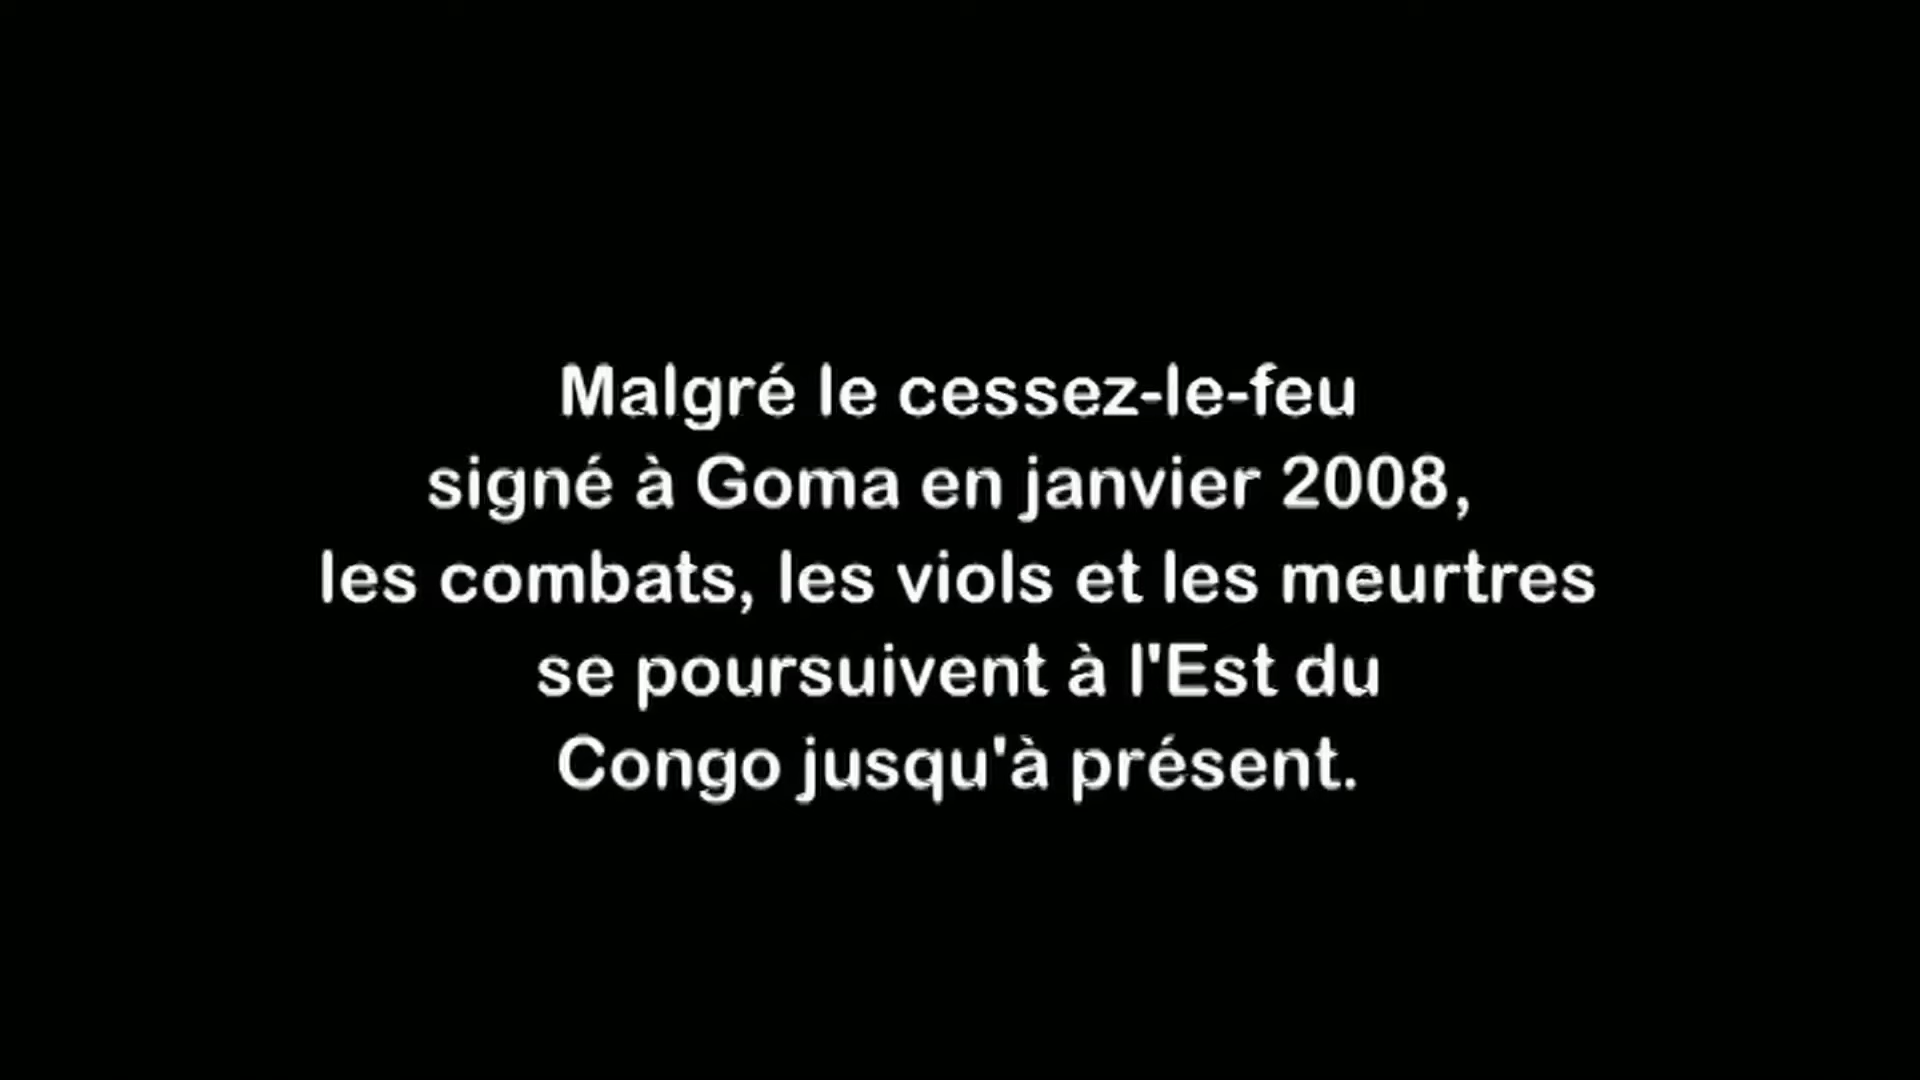 Malgré le cessez-le-feu
signé à Goma en janvier 2008,
les combats, les viols et les meurtres
se poursuivent à l'Est du
Congo jusqu'à présent.